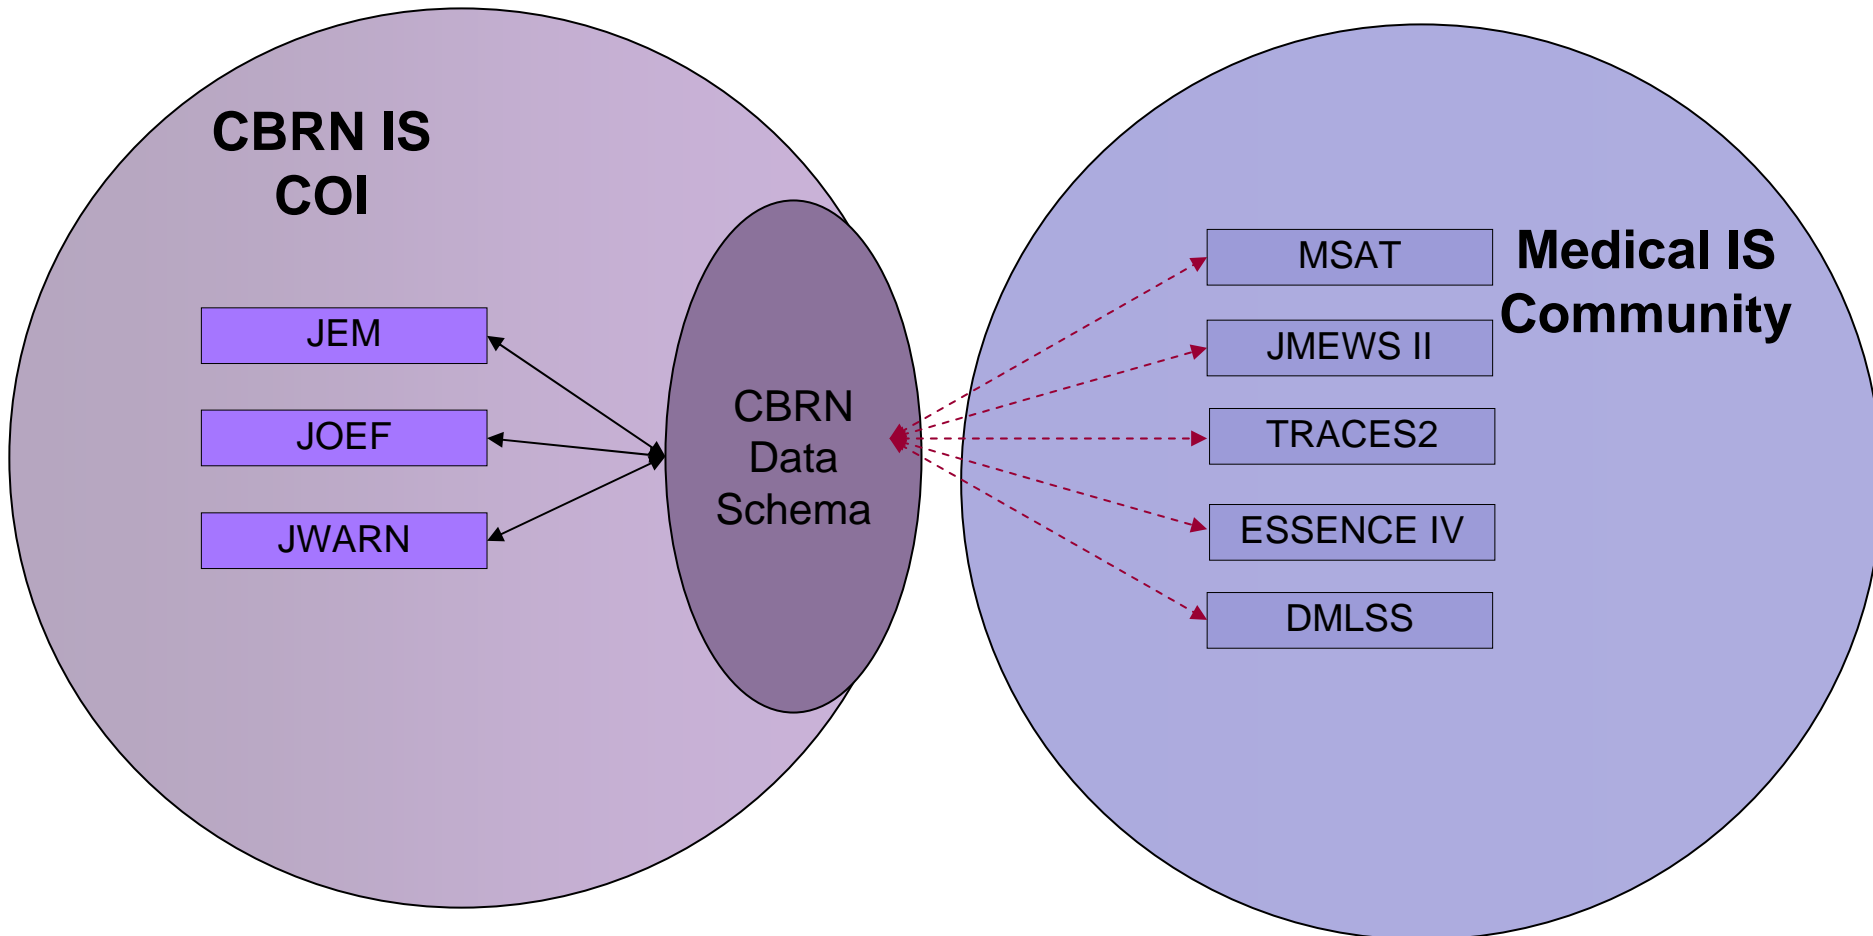 CBRN IS
COI
JEM
JOEF
JWARN
CBRN
Data
Schema
MSAT
JMEWS II
TRACES2
ESSENCE IV
DMLSS
Medical IS
Community